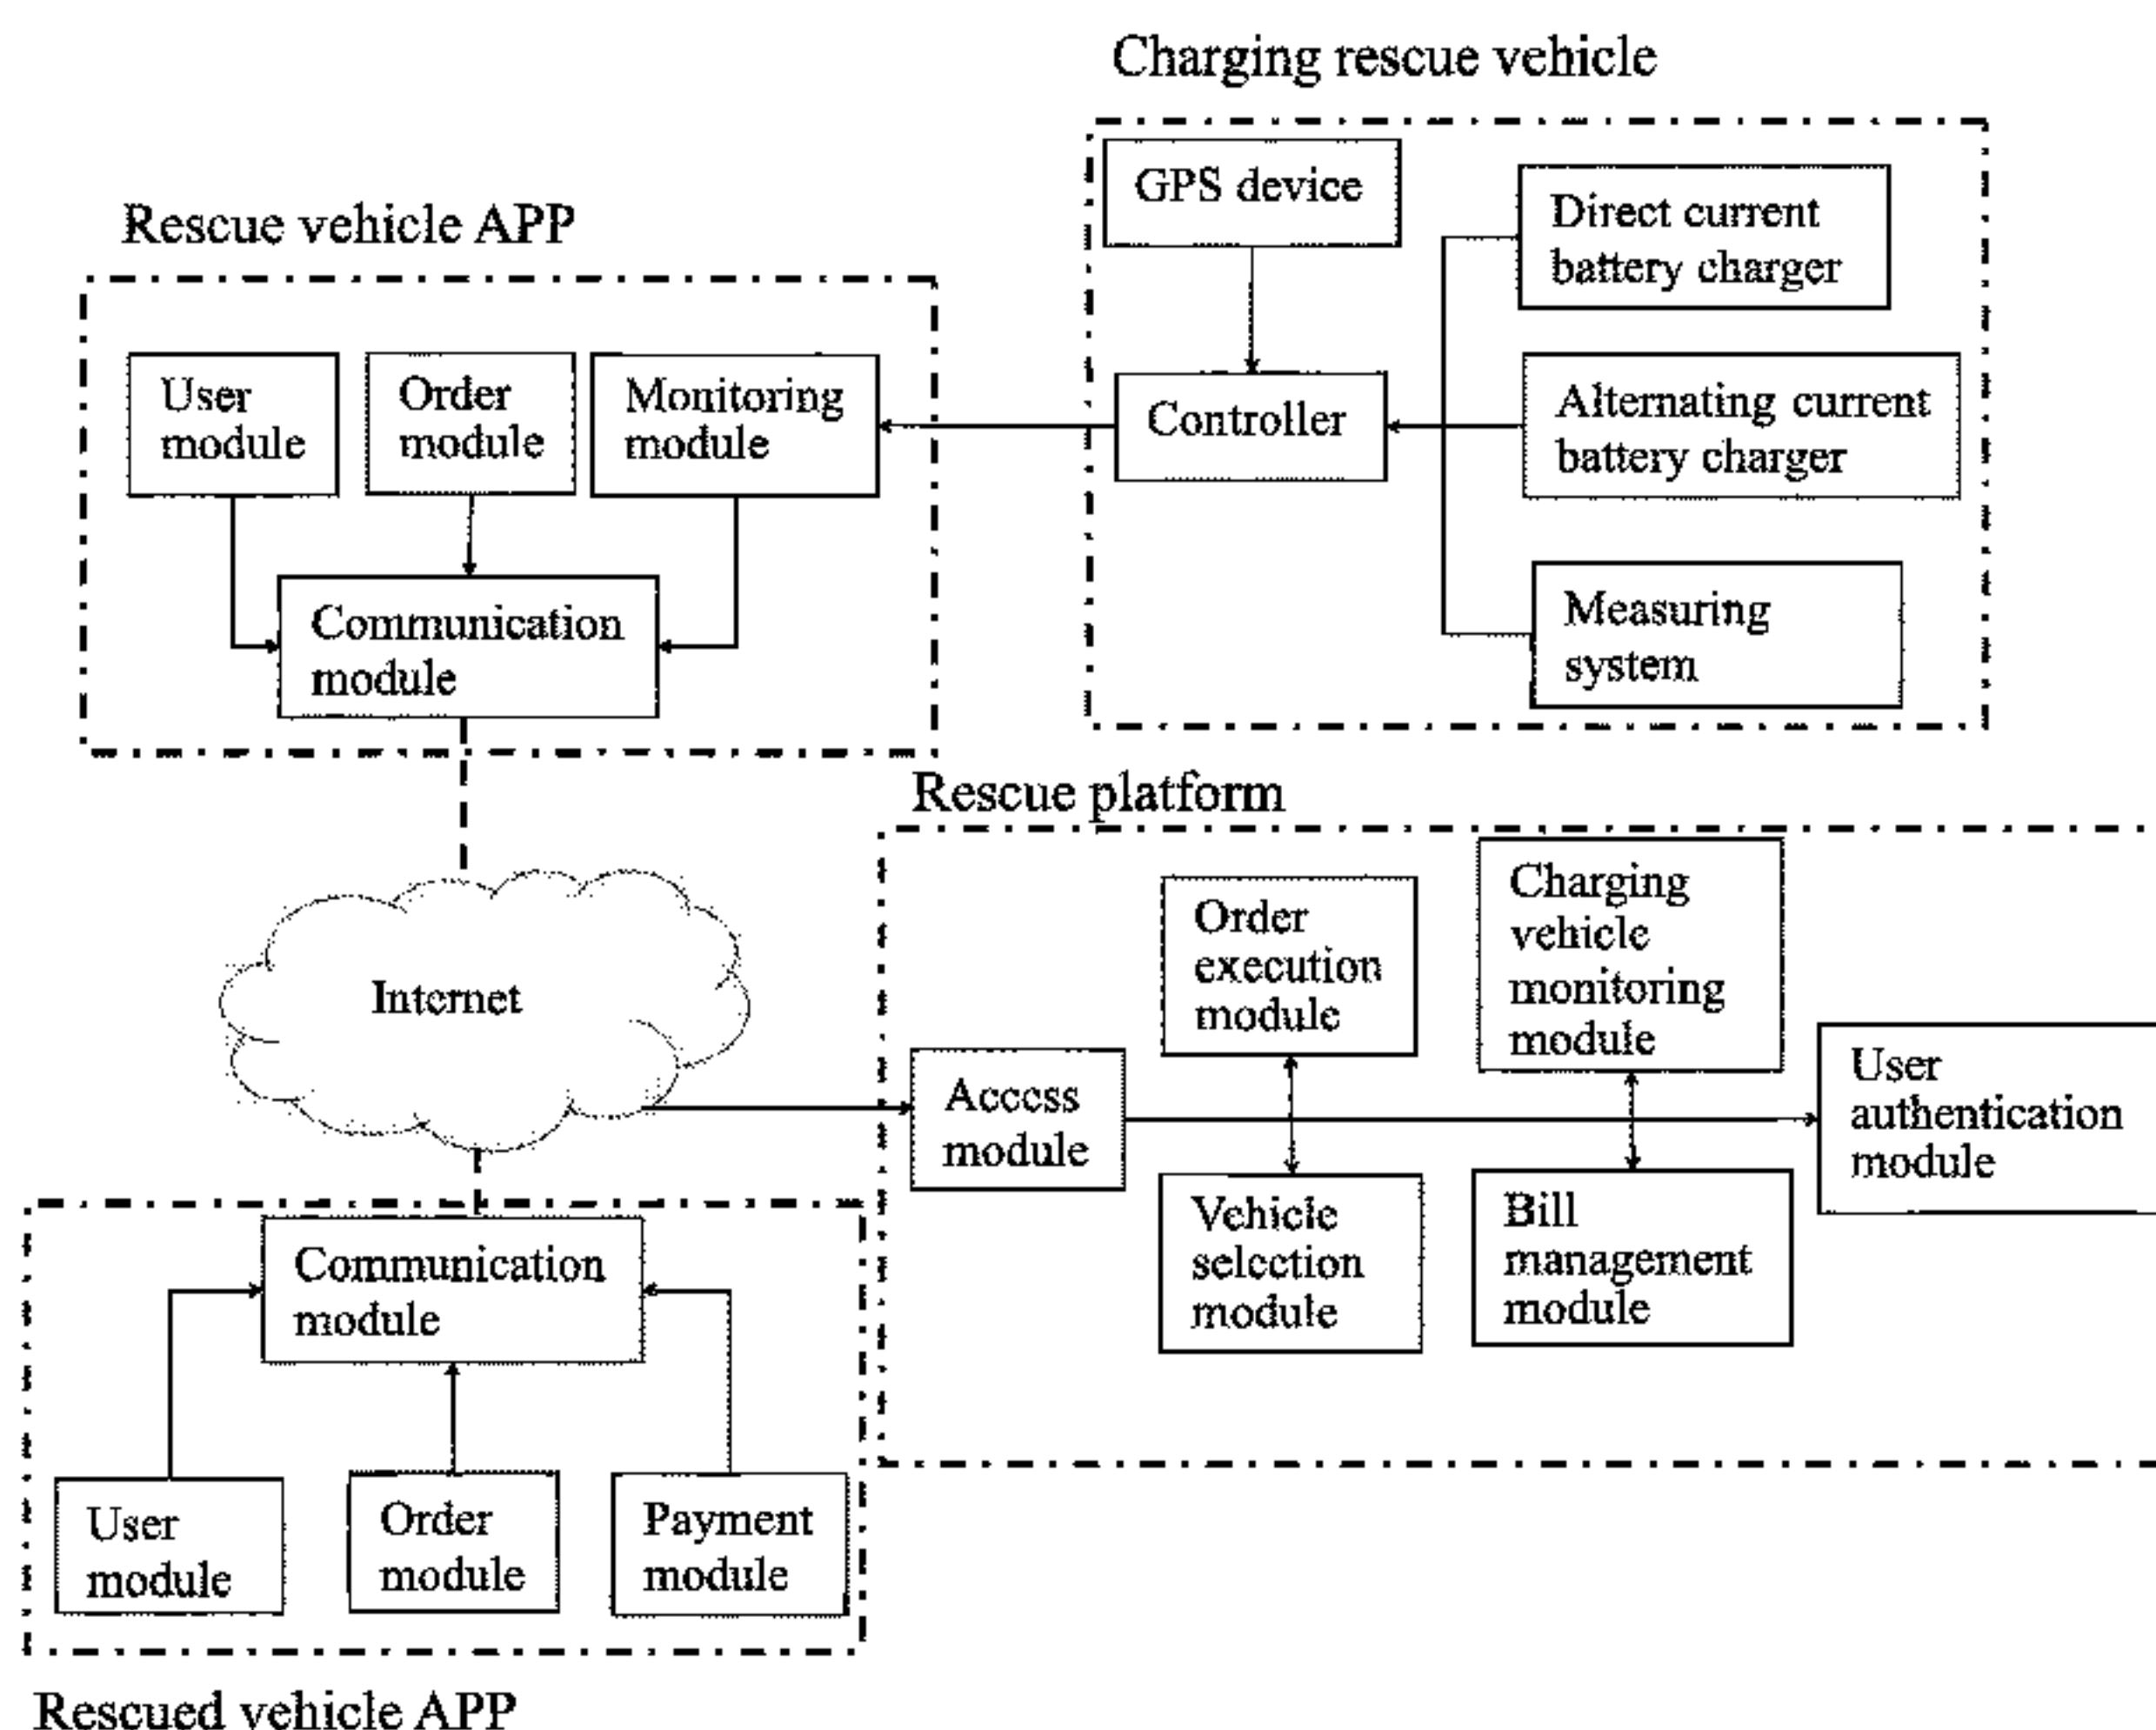 Charging rescue vehicle
GPS device
Direct current
battery charger
Rescue vehicle APP
User
module
Order
module
Monitoring
module
Controller
Alternating current
battery charger
Communication
module
Measuring
system
Rescue platform
Internet
Order
execution
module
Charging
vehicle
monitoring
module
Access
module
User
authentication
module
Vehicle
selection
module
Bill
management
module
Communication
module
User
module
Order
module
Payment
module
Rescued vehicle APP